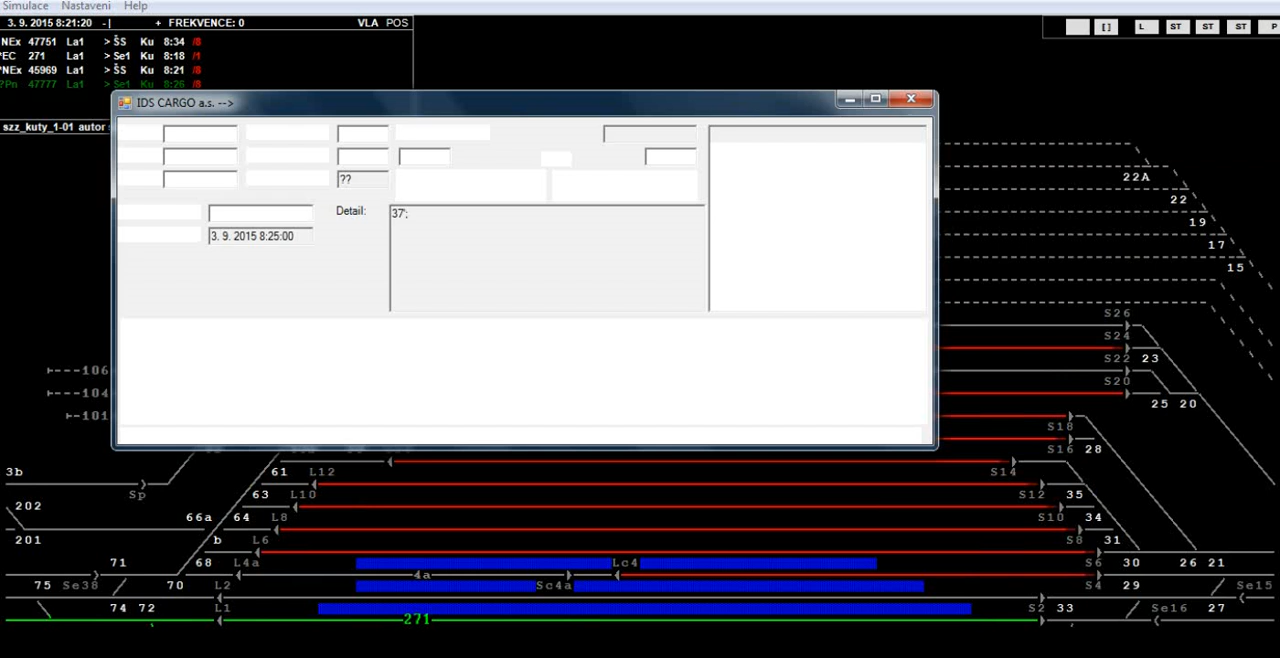 Simulace Nastaveni Help
3. 9. 2015 8:21:20 -| + FREKVENCE: 0 VLA POS
[] L ST ST ST P
NEx 47751 La1 > ŠS Ku 8:34 /8
*EC 271 La1 > Se1 Ku 8:18 /1
*NEx 45969 La1 > ŠS Ku 8:21 /8
?Pn 47777 La1 > Se1 Ku 8:26 /8
IDS CARGO a.s. -->
szz_kuty_1-01 autor
??
Detail: 37';
3. 9. 2015 8:25:00
22A
22
19
17
15
S26
S24
S22 23
106
S20
104
25 20
101
S18
S16 28
3b 61 L12 S14
Sp 63 L10 S12 35
202
66a 64 L8 S10 34
201 b L6 S8 31
71 68 L4a Lc4 S6 30 26 21
4a
75 Se38 70 L2 Sc4a S4 29 Se15
74 72 L1 S2 33 Se16 27
271